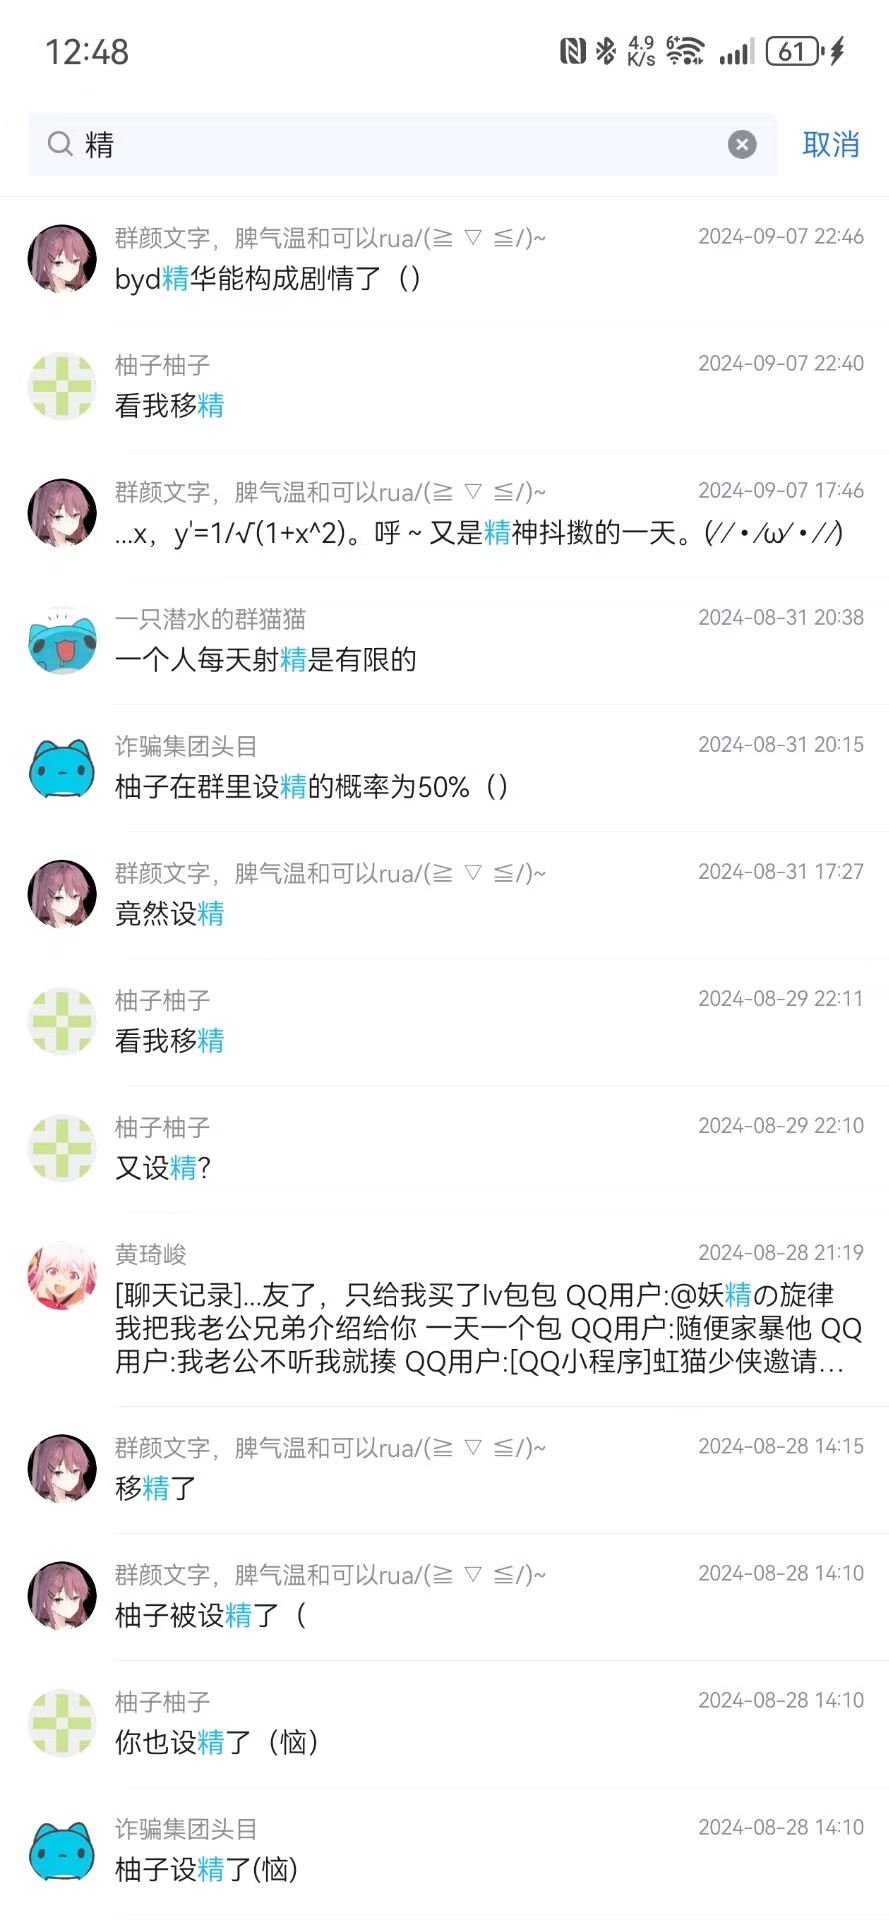 12:48
4.9 K/s
6+
61
精
取消
群颜文字，脾气温和可以rua/(≧ ▽ ≦/)~
2024-09-07 22:46
byd精华能构成剧情了（）
柚子柚子
2024-09-07 22:40
看我移精
群颜文字，脾气温和可以rua/(≧ ▽ ≦/)~
2024-09-07 17:46
...x，y'=1/√(1+x^2)。呼 ~ 又是精神抖擞的一天。(⁄ ⁄ • ⁄ω⁄ • ⁄ ⁄)
一只潜水的群猫猫
2024-08-31 20:38
一个人每天射精是有限的
诈骗集团头目
2024-08-31 20:15
柚子在群里设精的概率为50%（）
群颜文字，脾气温和可以rua/(≧ ▽ ≦/)~
2024-08-31 17:27
竟然设精
柚子柚子
2024-08-29 22:11
看我移精
柚子柚子
2024-08-29 22:10
又设精?
黄琦峻
2024-08-28 21:19
[聊天记录]...友了，只给我买了lv包包 QQ用户:@妖精の旋律
我把我老公兄弟介绍给你 一天一个包 QQ用户:随便家暴他 QQ
用户:我老公不听我就揍 QQ用户:[QQ小程序]虹猫少侠邀请...
群颜文字，脾气温和可以rua/(≧ ▽ ≦/)~
2024-08-28 14:15
移精了
群颜文字，脾气温和可以rua/(≧ ▽ ≦/)~
2024-08-28 14:10
柚子被设精了（
柚子柚子
2024-08-28 14:10
你也设精了（恼）
诈骗集团头目
2024-08-28 14:10
柚子设精了(恼)